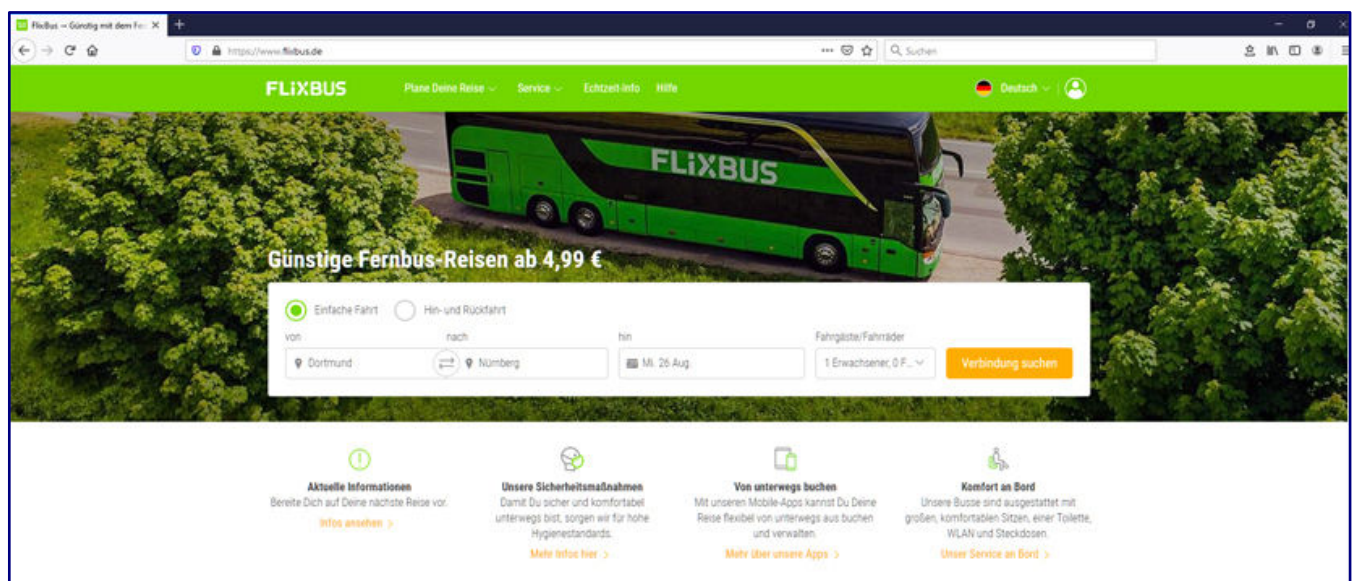 FlixBus – Günstig mit dem Fer
https://www.flixbus.de
Suchen
FLiXBUS Plane Deine Reise Service Echtzeit-Info Hilfe Deutsch
FLiXBUS
Günstige Fernbus-Reisen ab 4,99 €
Einfache Fahrt Hin- und Rückfahrt
von nach hin Fahrgäste/Fahrräder
Dortmund Nürnberg Mi. 26 Aug. 1 Erwachsener, 0 F... Verbindung suchen
Aktuelle Informationen
Bereite Dich auf Deine nächste Reise vor.
Infos ansehen >
Unsere Sicherheitsmaßnahmen
Damit Du sicher und komfortabel
unterwegs bist, sorgen wir für hohe
Hygienestandards.
Mehr Infos hier >
Von unterwegs buchen
Mit unseren Mobile-Apps kannst Du Deine
Reise flexibel von unterwegs aus buchen
und verwalten.
Mehr über unsere Apps >
Komfort an Bord
Unsere Busse sind ausgestattet mit
großen, komfortablen Sitzen, einer Toilette,
WLAN und Steckdosen.
Unser Service an Bord >